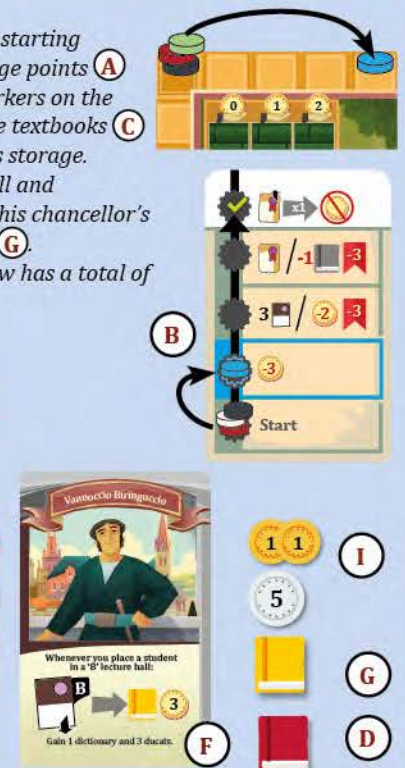 starting
ge points A
rkers on the
e textbooks C
s storage.
ll and
his chancellor's
G.
w has a total of
0 1 2
x1
/ -1 -3
3 / -2 -3
B
-3
Start
Vannoccio Biringuccio
Whenever you place a student
in a 'B' lecture hall:
B
3
Gain 1 dictionary and 3 ducats.
F
1 1
I
5
G
D